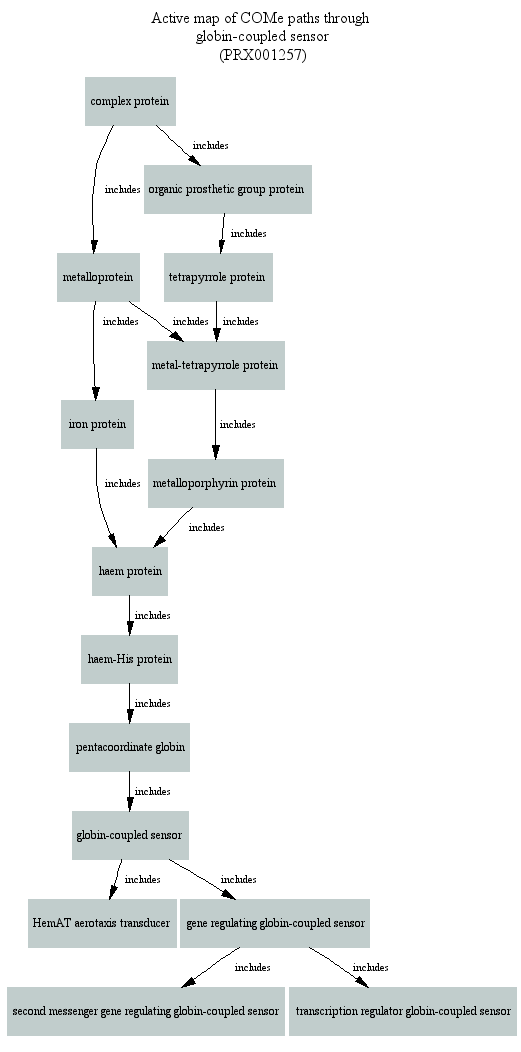 Active map of COMe paths through
globin-coupled sensor
(PRX001257)
complex protein
includes
includes
organic prosthetic group protein
includes
metalloprotein
tetrapyrrole protein
includes
includes
includes
metal-tetrapyrrole protein
iron protein
includes
includes
metalloporphyrin protein
includes
haem protein
includes
haem-His protein
includes
pentacoordinate globin
includes
globin-coupled sensor
includes
includes
HemAT aerotaxis transducer
gene regulating globin-coupled sensor
includes
includes
second messenger gene regulating globin-coupled sensor
transcription regulator globin-coupled sensor